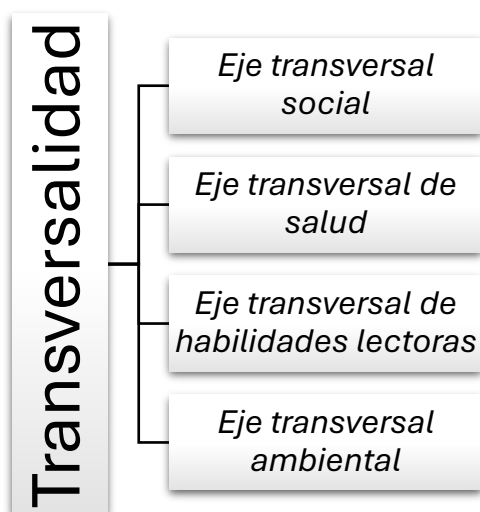 Transversalidad
Eje transversal
social
Eje transversal de
salud
Eje transversal de
habilidades lectoras
Eje transversal
ambiental